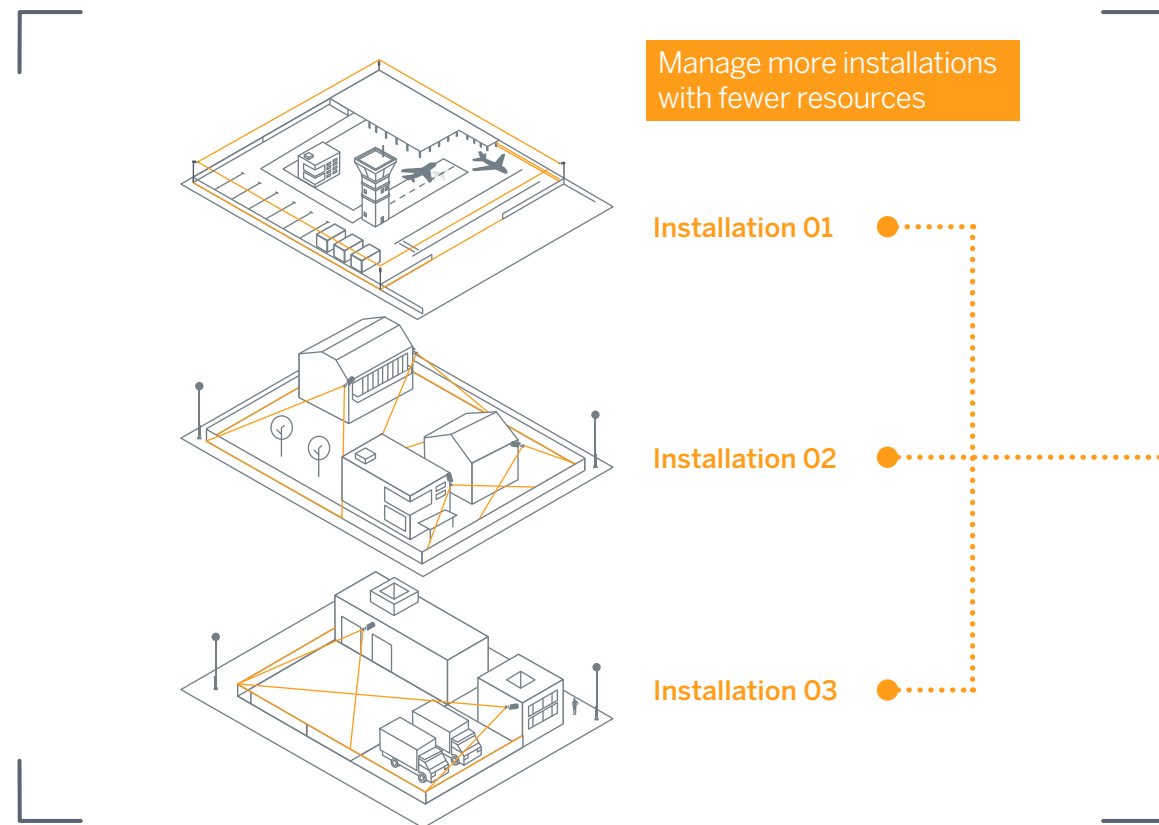 Manage more installations
with fewer resources
Installation 01
Installation 02
Installation 03